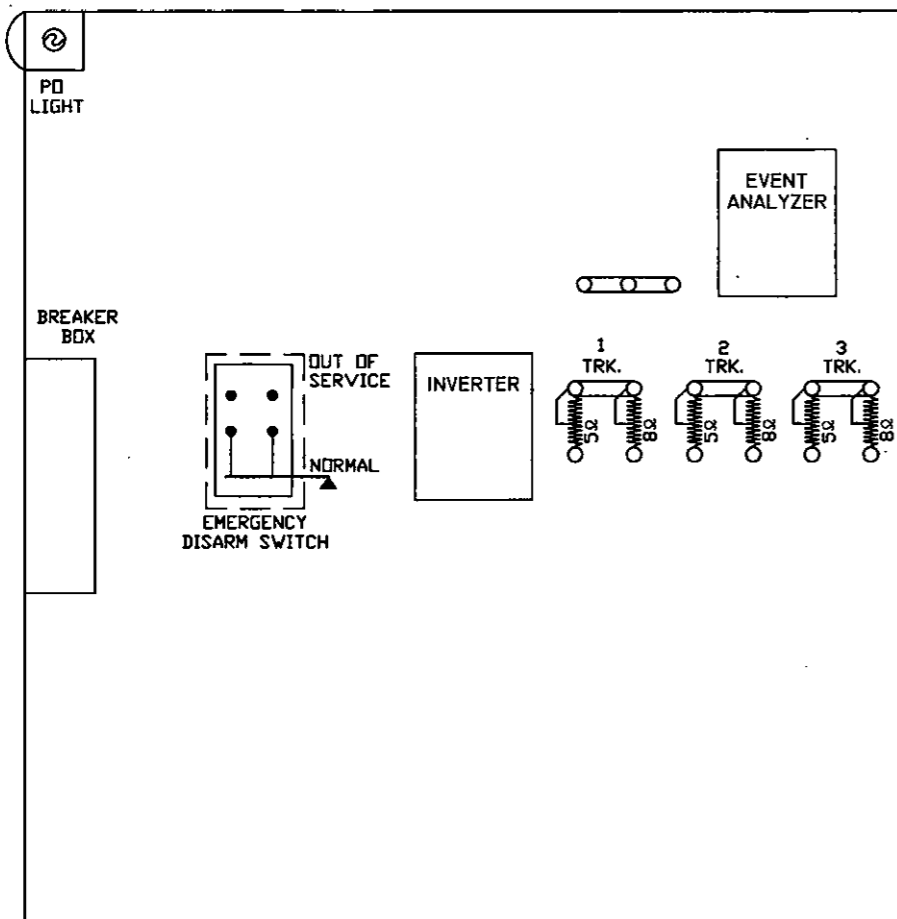 PO
LIGHT
EVENT
ANALYZER
BREAKER
BOX
OUT OF
SERVICE
NORMAL
EMERGENCY
DISARM SWITCH
INVERTER
1
TRK.
2
TRK.
3
TRK.
5Ω
8Ω
5Ω
8Ω
5Ω
8Ω